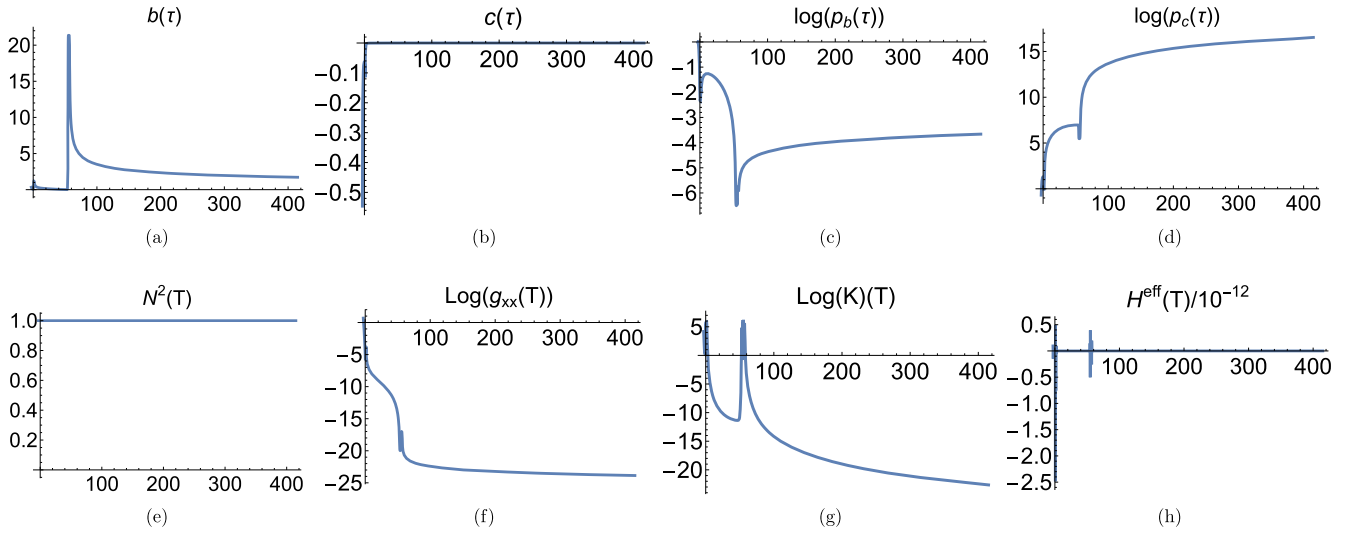 b(τ)
20
15
10
5
100 200 300 400
(a)
c(τ)
100 200 300 400
−0.1
−0.2
−0.3
−0.4
−0.5
(b)
log(p_b(τ))
100 200 300 400
−1
−2
−3
−4
−5
−6
(c)
log(p_c(τ))
15
10
5
100 200 300 400
(d)
N²(T)
1.0
0.8
0.6
0.4
0.2
100 200 300 400
(e)
Log(g_xx(T))
100 200 300 400
−5
−10
−15
−20
−25
(f)
Log(K)(T)
5
100 200 300 400
−5
−10
−15
−20
(g)
H^eff(T)/10^−12
0.5
100 200 300 400
−0.5
−1.0
−1.5
−2.0
−2.5
(h)